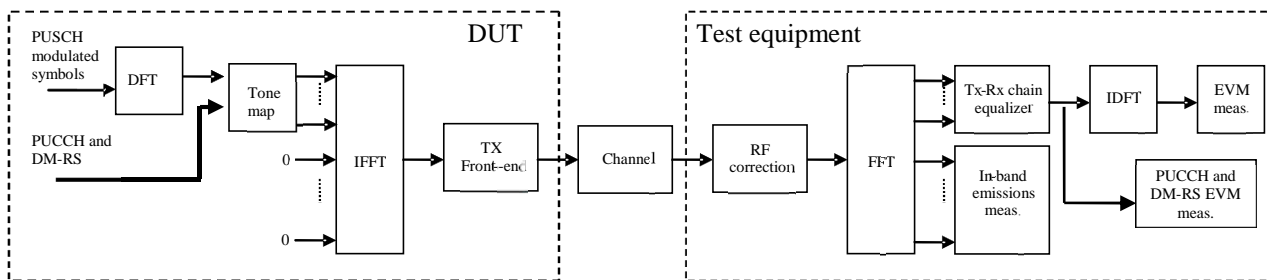 DUT
Test equipment
PUSCH
modulated
symbols
DFT
PUCCH and
DM-RS
Tone
map
0
0
IFFT
TX
Front-end
Channel
RF
correction
FFT
Tx-Rx chain
equalizer
IDFT
EVM
meas.
In-band
emissions
meas.
PUCCH and
DM-RS EVM
meas.